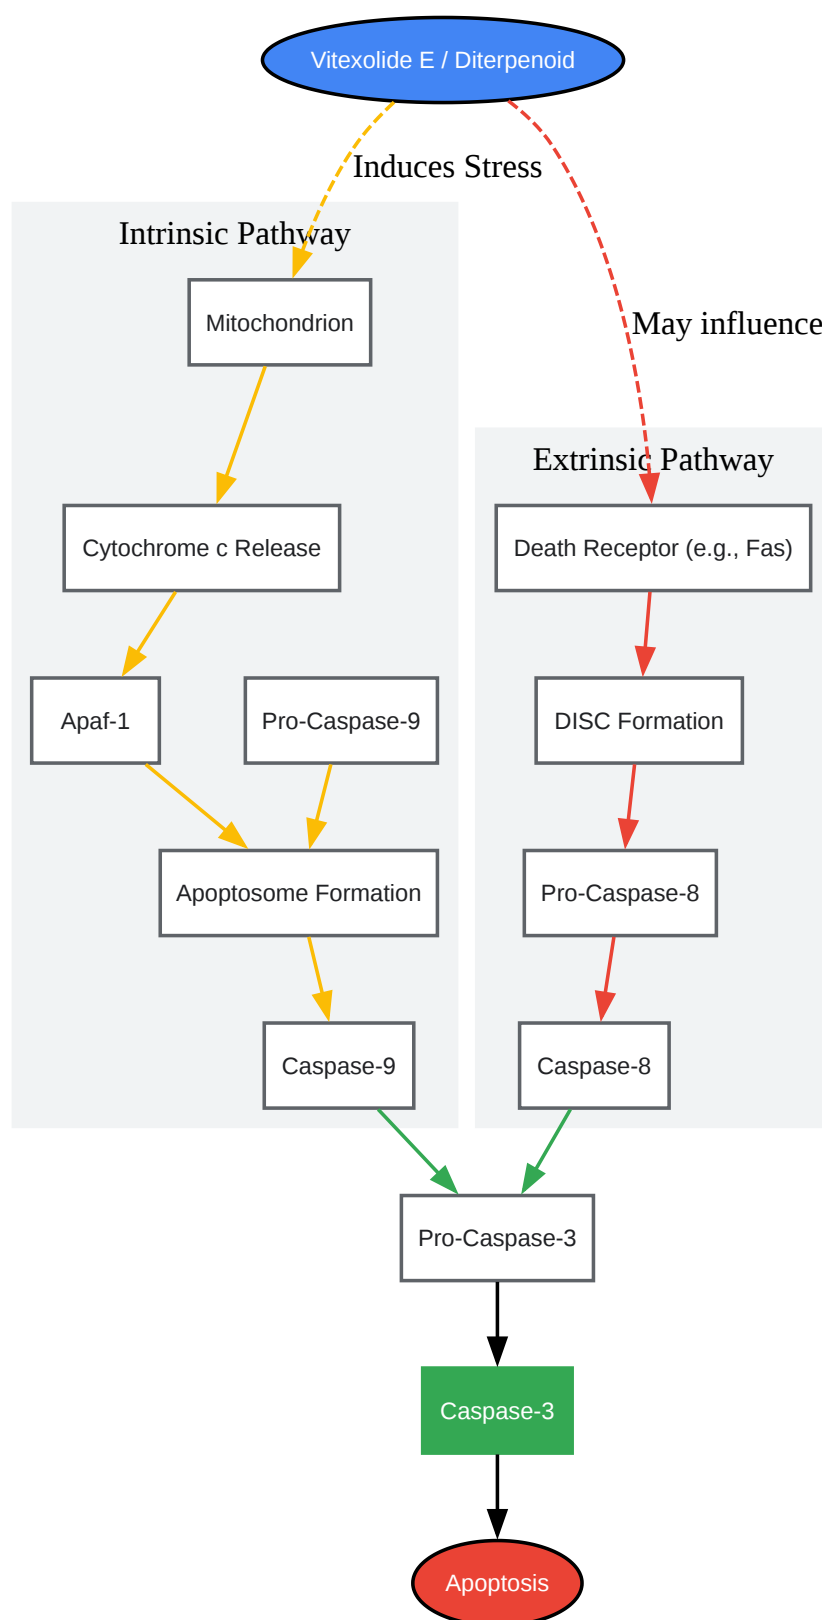 Vitexolide E / Diterpenoid
Induces Stress
Intrinsic Pathway
Mitochondrion
May influence
Extrinsic Pathway
Cytochrome c Release
Death Receptor (e.g., Fas)
Apaf-1
Pro-Caspase-9
DISC Formation
Apoptosome Formation
Pro-Caspase-8
Caspase-9
Caspase-8
Pro-Caspase-3
Caspase-3
Apoptosis